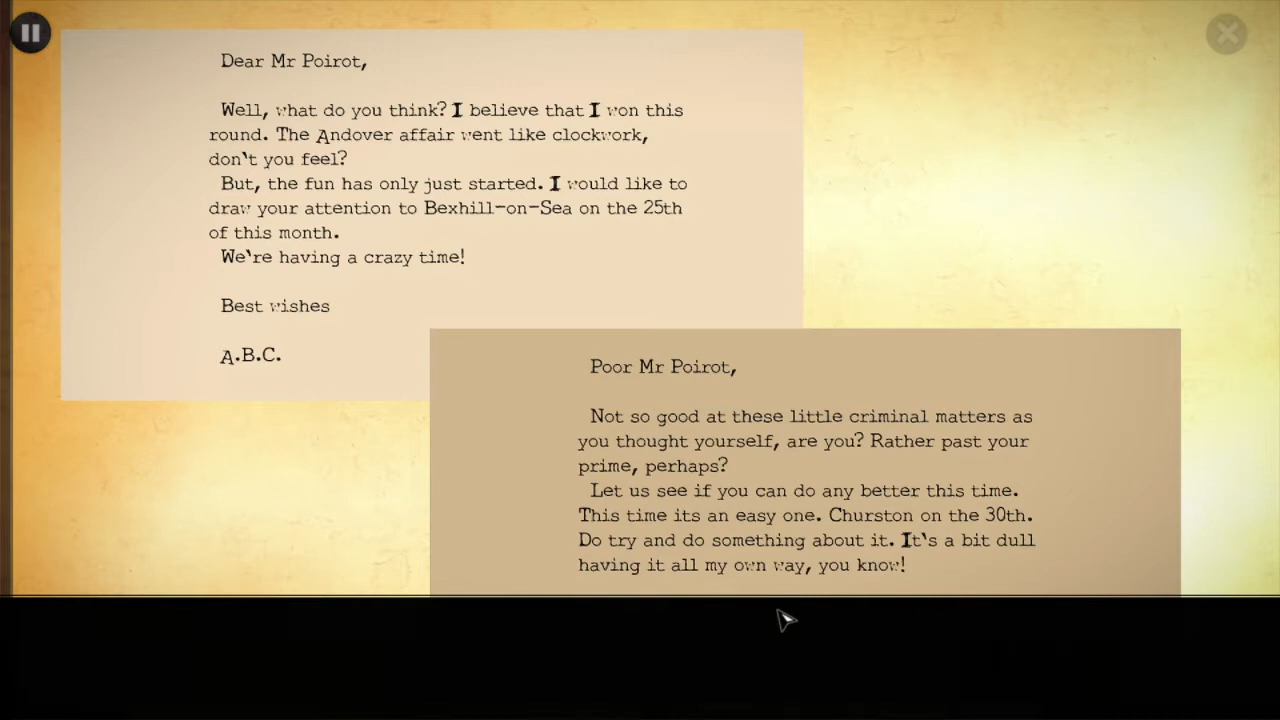 Dear Mr Poirot,
Well, what do you think? I believe that I won this
round. The Andover affair went like clockwork,
don't you feel?
But, the fun has only just started. I would like to
draw your attention to Bexhill-on-Sea on the 25th
of this month.
We're having a crazy time!
Best wishes
A.B.C.
Poor Mr Poirot,
Not so good at these little criminal matters as
you thought yourself, are you? Rather past your
prime, perhaps?
Let us see if you can do any better this time.
This time its an easy one. Churston on the 30th.
Do try and do something about it. It's a bit dull
having it all my own way, you know!